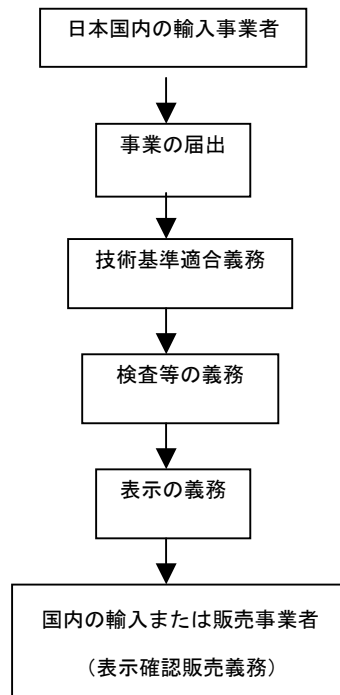 日本国内の輸入事業者
事業の届出
技術基準適合義務
検査等の義務
表示の義務
国内の輸入または販売事業者
（表示確認販売義務）